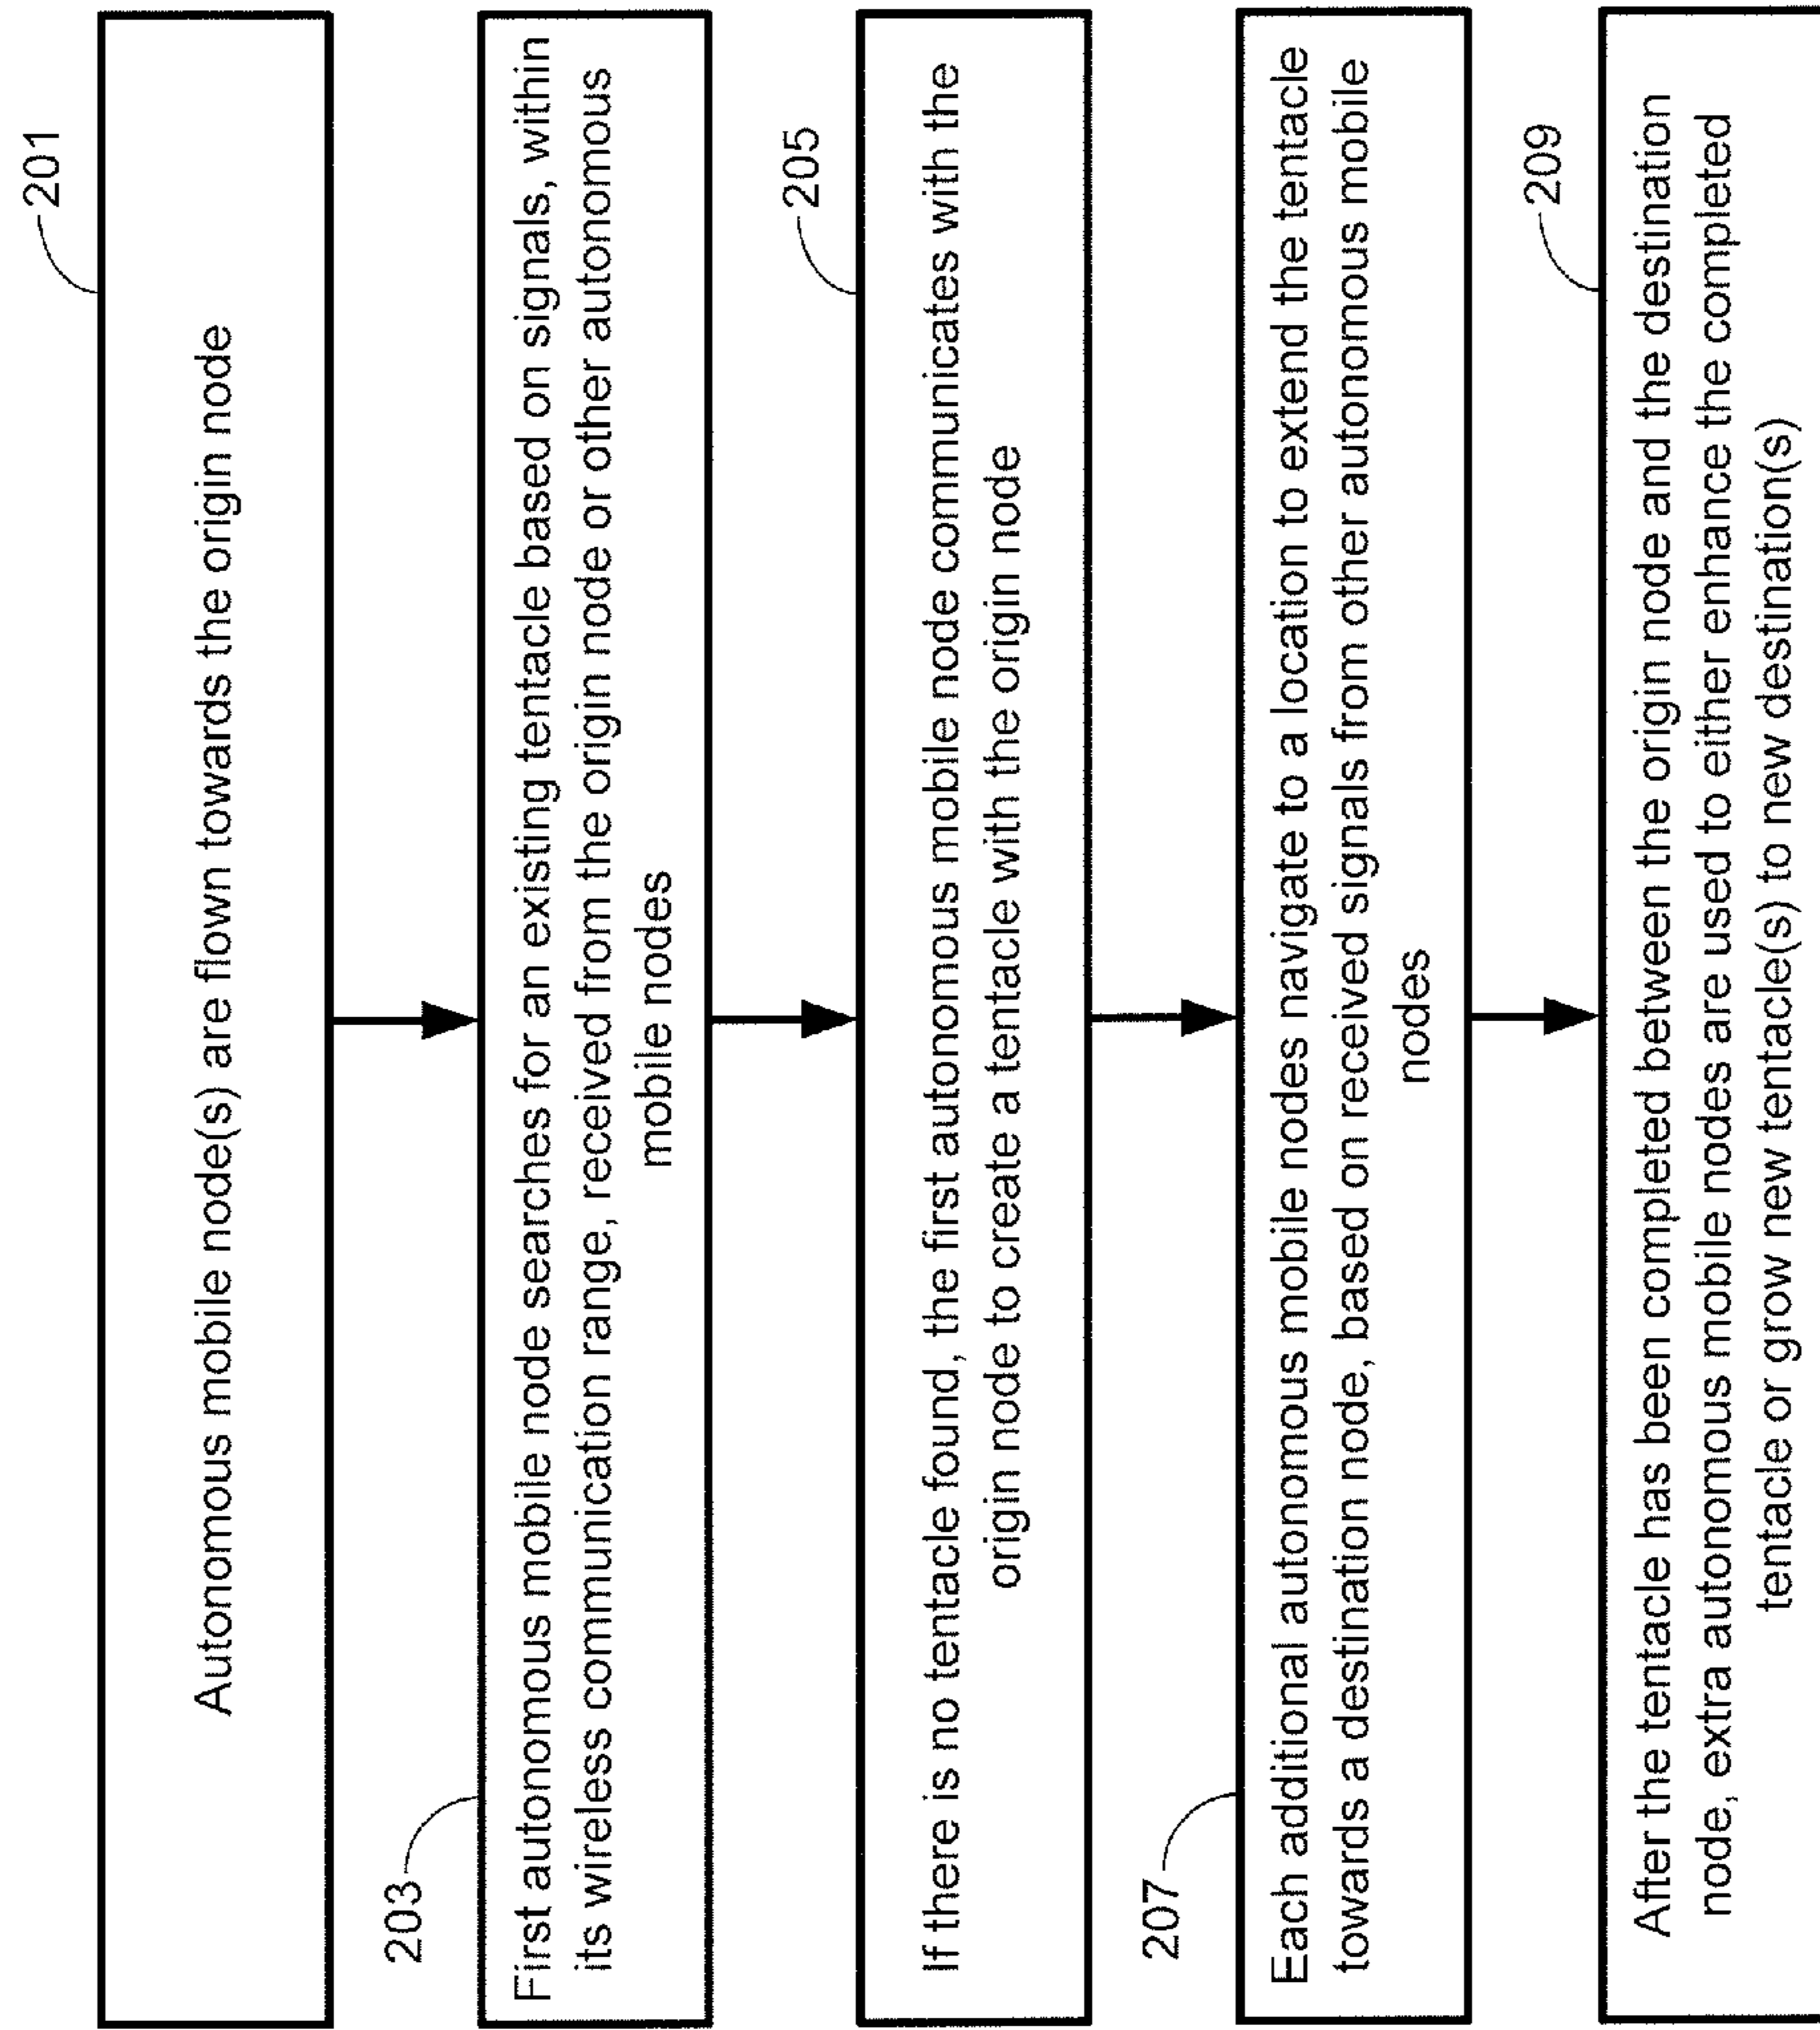 201
Autonomous mobile node(s) are flown towards the origin node
203
First autonomous mobile node searches for an existing tentacle based on signals, within
its wireless communication range, received from the origin node or other autonomous
mobile nodes
205
If there is no tentacle found, the first autonomous mobile node communicates with the
origin node to create a tentacle with the origin node
207
Each additional autonomous mobile nodes navigate to a location to extend the tentacle
towards a destination node, based on received signals from other autonomous mobile
nodes
209
After the tentacle has been completed between the origin node and the destination
node, extra autonomous mobile nodes are used to either enhance the completed
tentacle or grow new tentacle(s) to new destination(s)